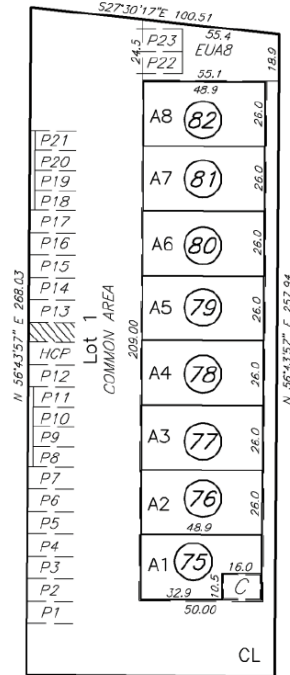 S27°30'17"E 100.51
P23
55.4
EUA8
24.5
P22
18.9
55.1
48.9
A8 82 26.0
A7 81 26.0
A6 80 26.0
A5 79 26.0
A4 78 26.0
A3 77 26.0
A2 76 26.0
48.9
A1 75
16.0
10.5
C
32.9
50.00
209.00
P21
P20
P19
P18
P17
P16
P15
P14
P13
HCP
P12
P11
P10
P9
P8
P7
P6
P5
P4
P3
P2
P1
Lot 1
COMMON AREA
N 56°43'57" E 268.03
N 56°43'57" E 257.94
CL